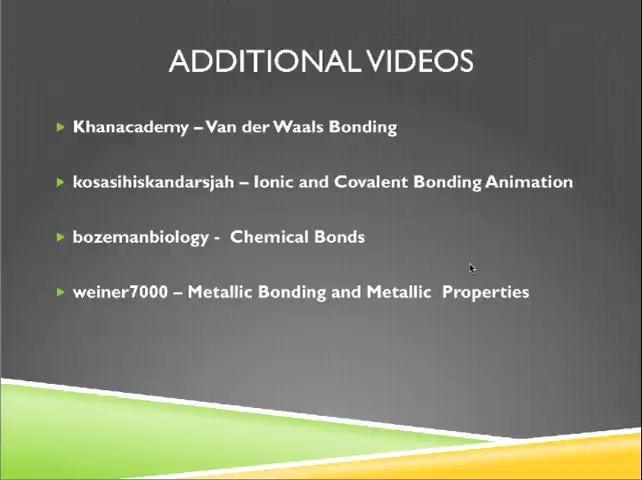 ADDITIONAL VIDEOS
Khanacademy – Van der Waals Bonding
kosasihiskandarsjah – Ionic and Covalent Bonding Animation
bozemanbiology -  Chemical Bonds
weiner7000 – Metallic Bonding and Metallic  Properties